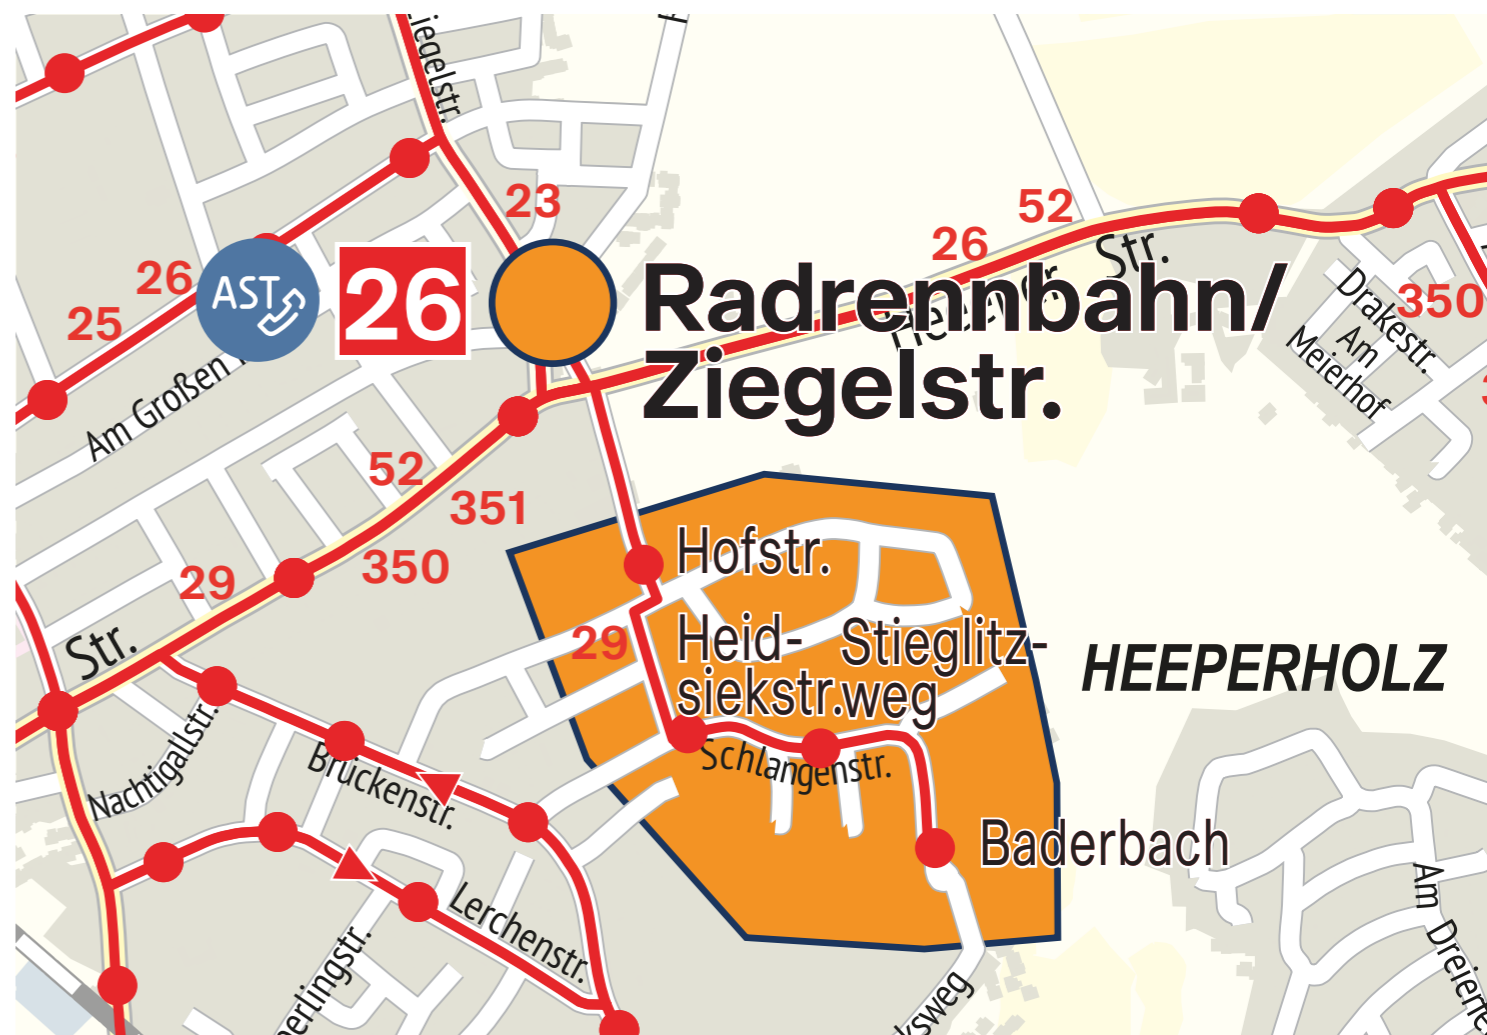 Ziegelstr.
23
52
26
Str.
26
25
AST
26
Radrennbahn/
Ziegelstr.
Heeper
Drakestr.
350
Am
Meierhof
Am Großen
52
351
350
29
Str.
Hofstr.
29
Heid-
siekstr.
Stieglitz-
weg
HEEPERHOLZ
Schlangenstr.
Nachtigallstr.
Brückenstr.
Baderbach
Lerchenstr.
Am